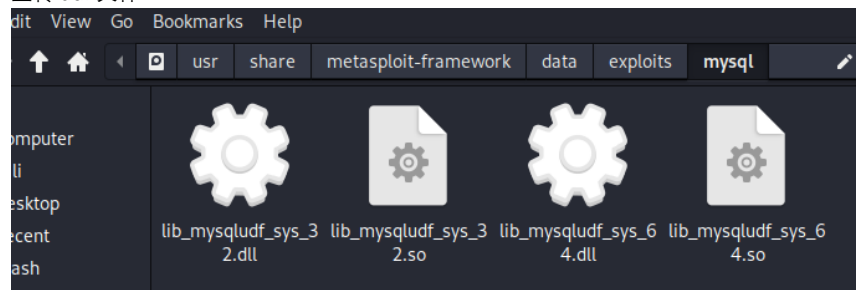 dit View Go Bookmarks Help
usr share metasploit-framework data exploits mysql
omputer
li
esktop
ecent
ash
lib_mysqludf_sys_3
2.dll
lib_mysqludf_sys_3
2.so
lib_mysqludf_sys_6
4.dll
lib_mysqludf_sys_6
4.so